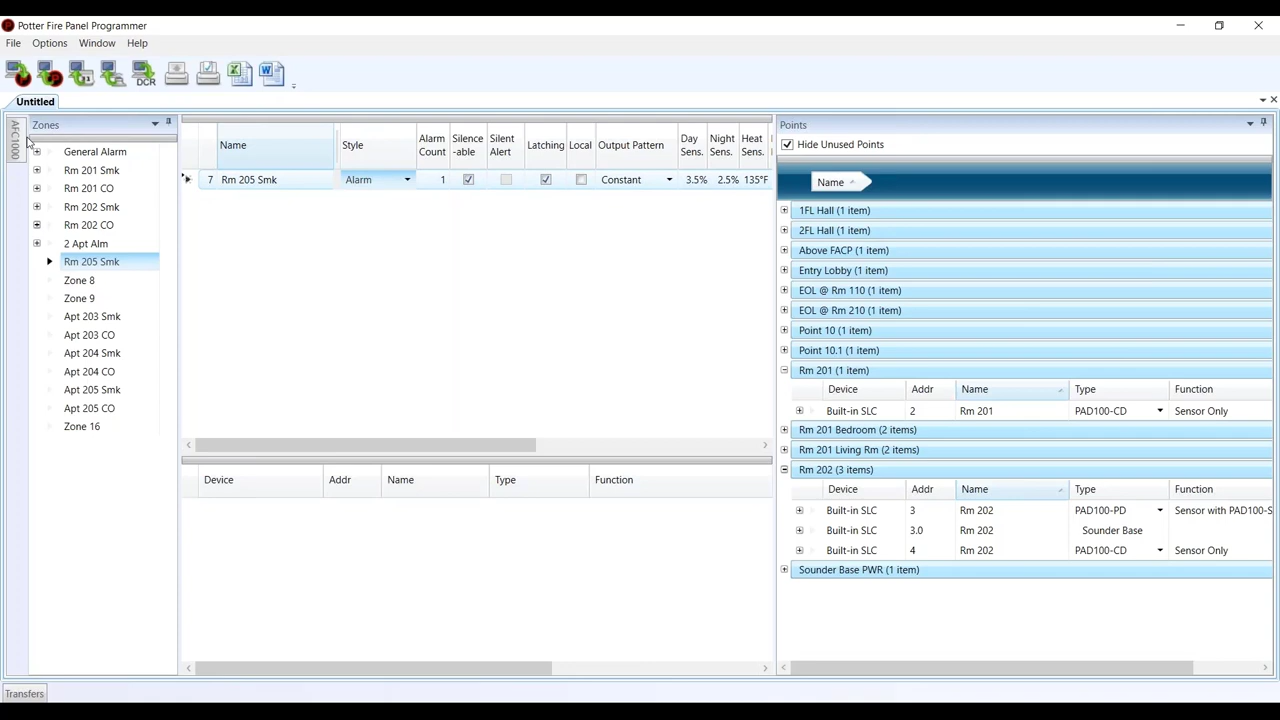 Potter Fire Panel Programmer
File Options Window Help
DCR
Untitled
AFC1000
Zones
General Alarm
Rm 201 Smk
Rm 201 CO
Rm 202 Smk
Rm 202 CO
2 Apt Alm
Rm 205 Smk
Zone 8
Zone 9
Apt 203 Smk
Apt 203 CO
Apt 204 Smk
Apt 204 CO
Apt 205 Smk
Apt 205 CO
Zone 16
Name Style Alarm Count Silence-able Silent Alert Latching Local Output Pattern Day Sens. Night Sens. Heat Sens.
7 Rm 205 Smk Alarm 1 Constant 3.5% 2.5% 135°F
Device Addr Name Type Function
Points
Hide Unused Points
Name
1FL Hall (1 item)
2FL Hall (1 item)
Above FACP (1 item)
Entry Lobby (1 item)
EOL @ Rm 110 (1 item)
EOL @ Rm 210 (1 item)
Point 10 (1 item)
Point 10.1 (1 item)
Rm 201 (1 item)
Device Addr Name Type Function
Built-in SLC 2 Rm 201 PAD100-CD Sensor Only
Rm 201 Bedroom (2 items)
Rm 201 Living Rm (2 items)
Rm 202 (3 items)
Device Addr Name Type Function
Built-in SLC 3 Rm 202 PAD100-PD Sensor with PAD100-S
Built-in SLC 3.0 Rm 202 Sounder Base
Built-in SLC 4 Rm 202 PAD100-CD Sensor Only
Sounder Base PWR (1 item)
Transfers